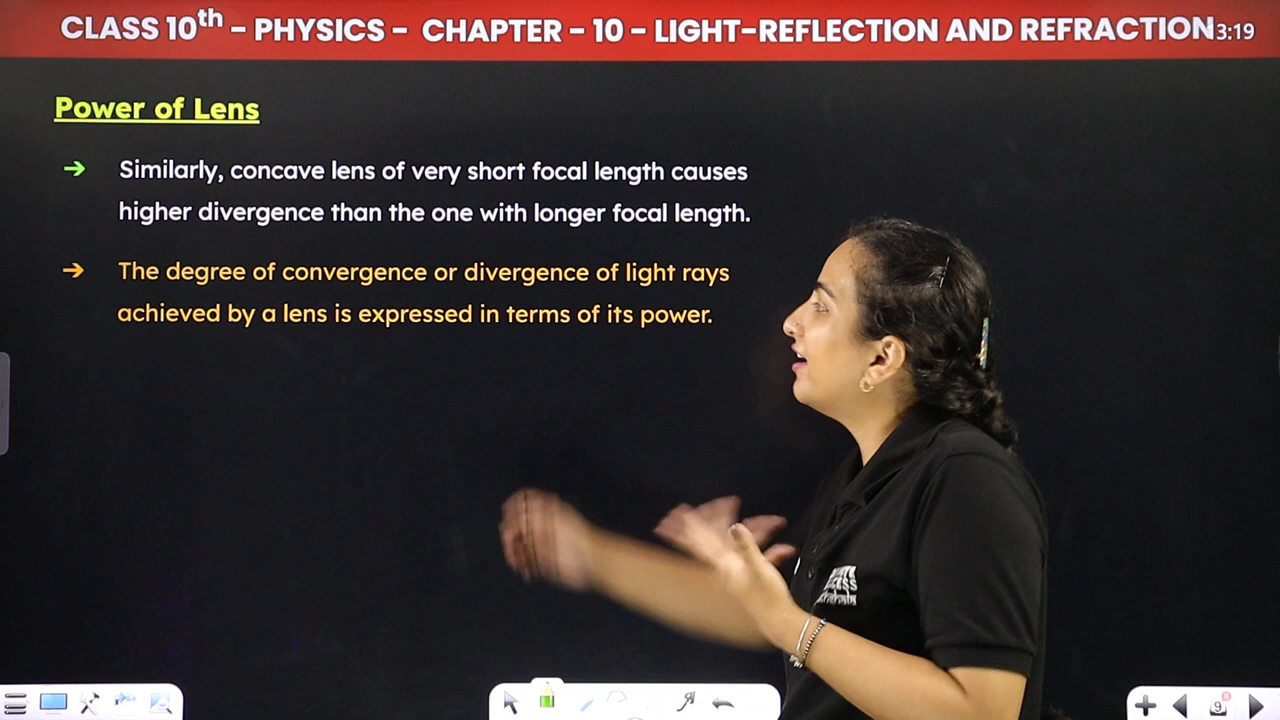 CLASS 10th – PHYSICS – CHAPTER – 10 – LIGHT–REFLECTION AND REFRACTION
3:19
Power of Lens
➔ Similarly, concave lens of very short focal length causes
higher divergence than the one with longer focal length.
➔ The degree of convergence or divergence of light rays
achieved by a lens is expressed in terms of its power.
9